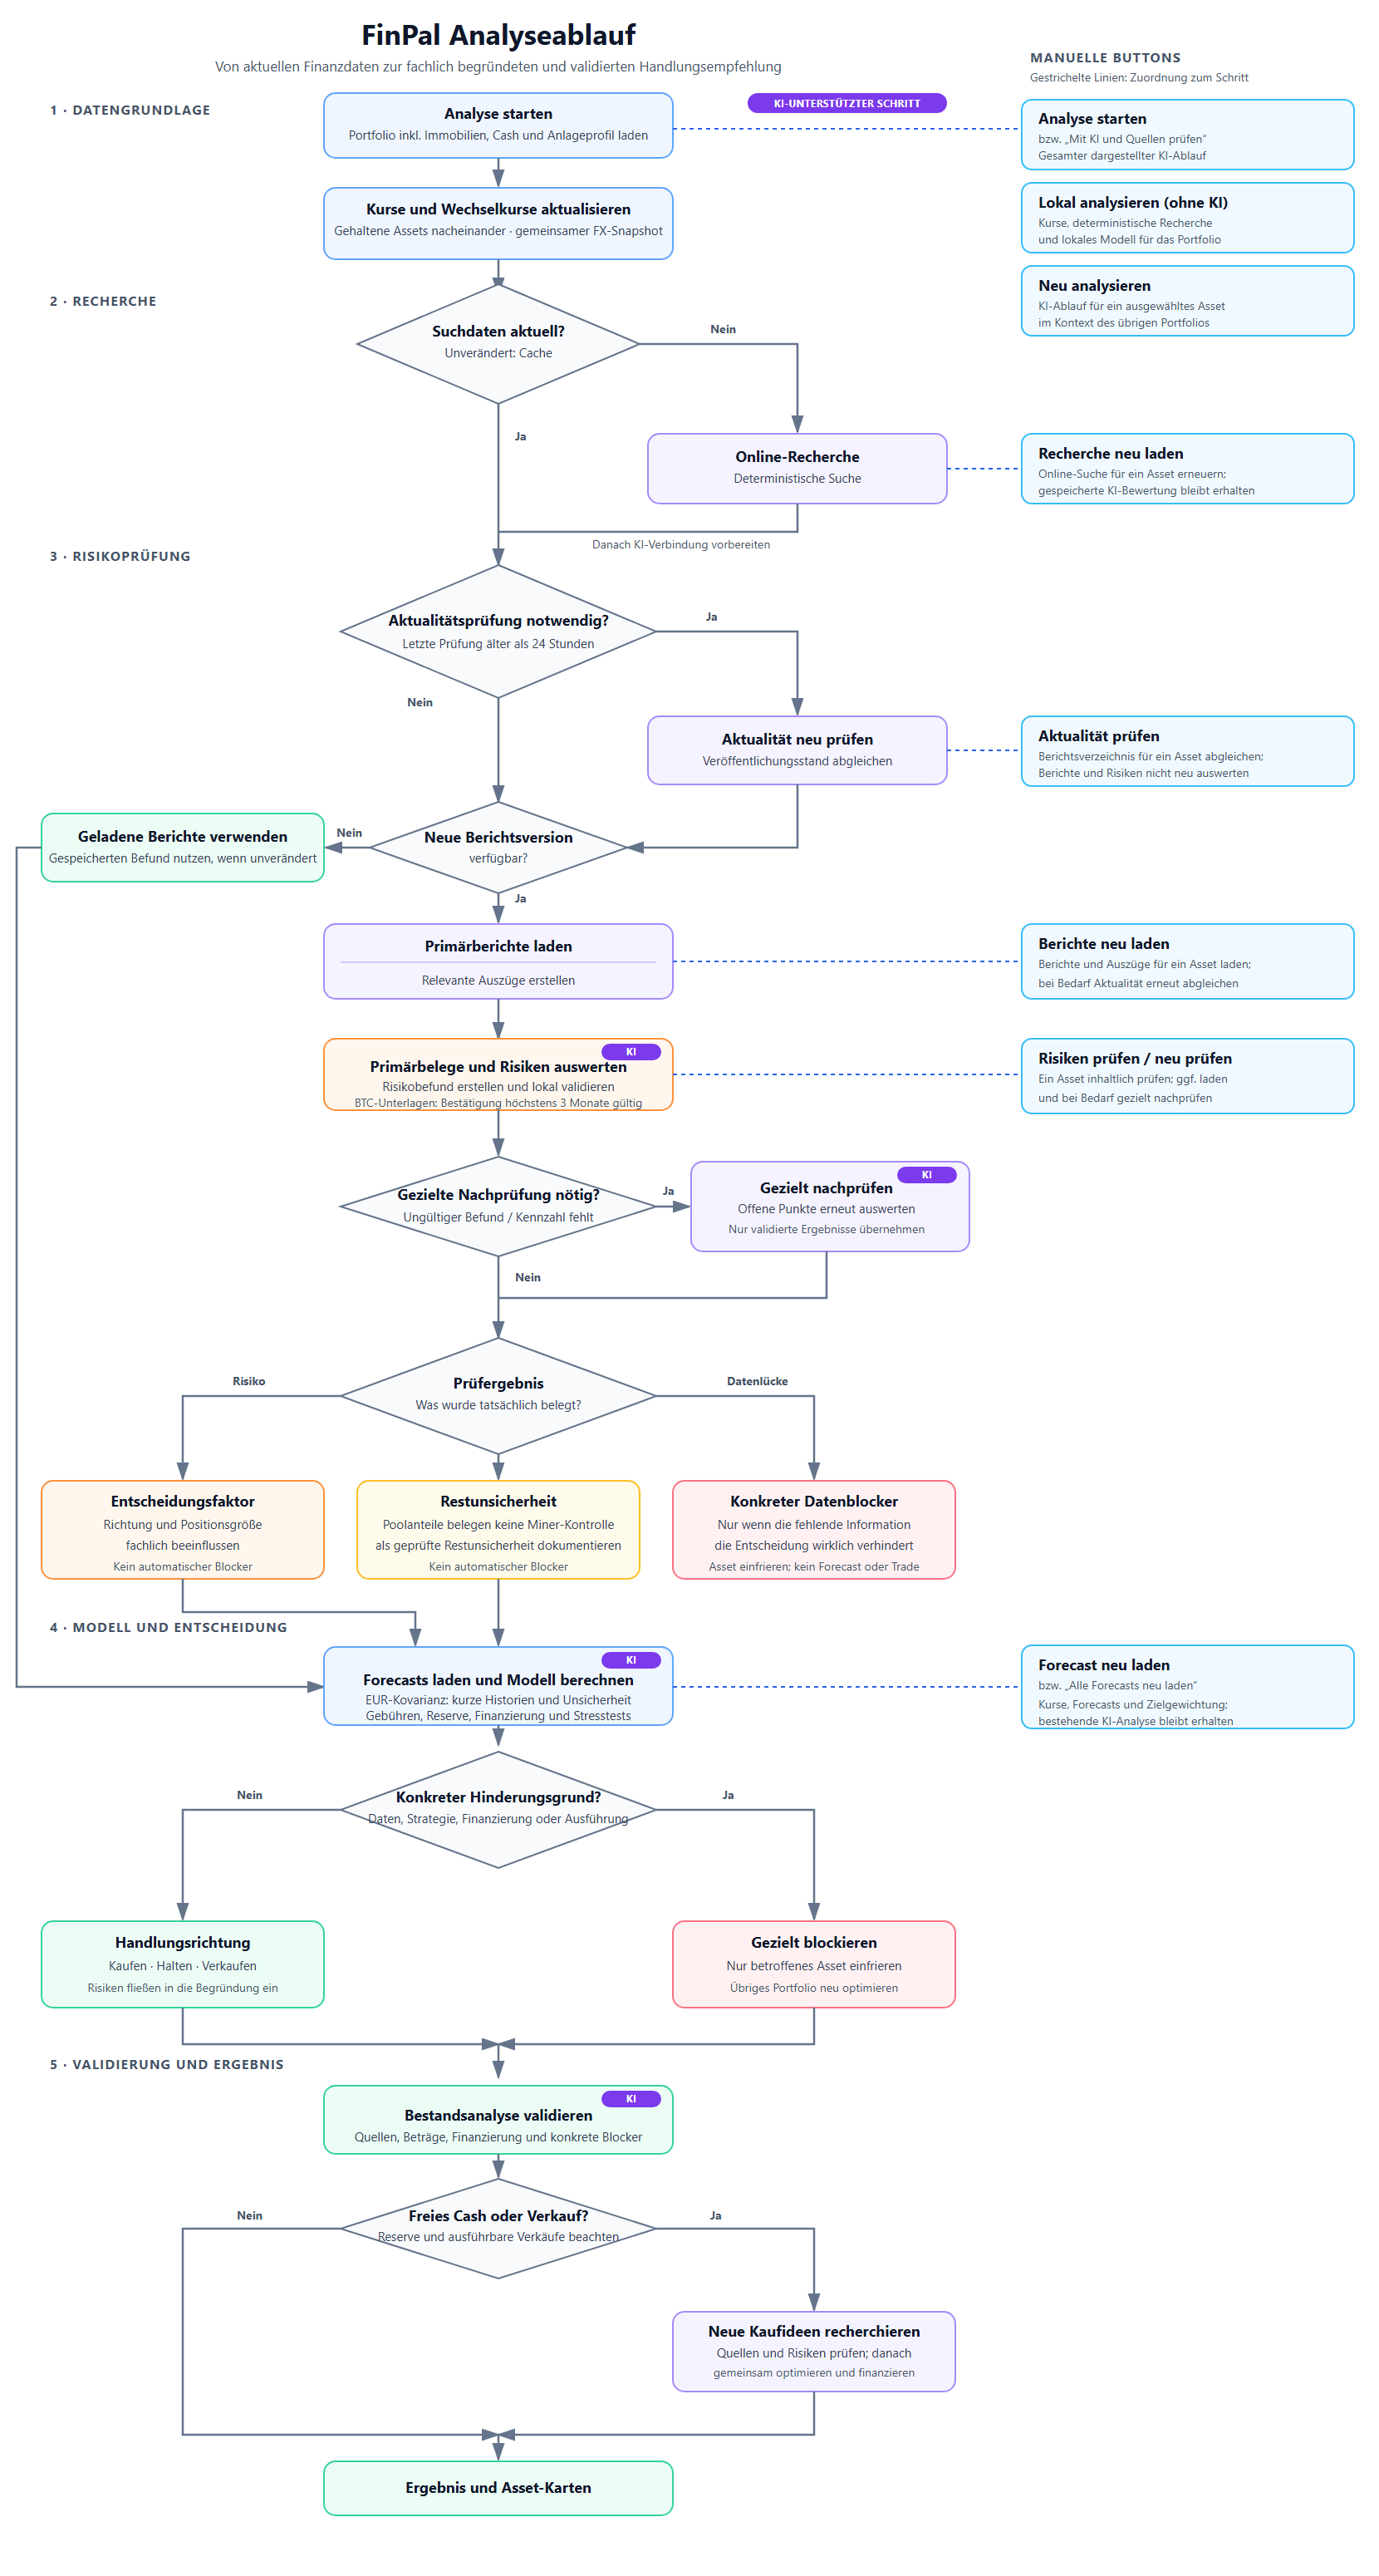 FinPal Analyseablauf
Von aktuellen Finanzdaten zur fachlich begründeten und validierten Handlungsempfehlung
MANUELLE BUTTONS
Gestrichelte Linien: Zuordnung zum Schritt
1 · DATENGRUNDLAGE
KI-UNTERSTÜTZTER SCHRITT
Analyse starten
Portfolio inkl. Immobilien, Cash und Anlageprofil laden
Analyse starten
bzw. „Mit KI und Quellen prüfen“
Gesamter dargestellter KI-Ablauf
Kurse und Wechselkurse aktualisieren
Gehaltene Assets nacheinander · gemeinsamer FX-Snapshot
Lokal analysieren (ohne KI)
Kurse, deterministische Recherche
und lokales Modell für das Portfolio
Neu analysieren
KI-Ablauf für ein ausgewähltes Asset
im Kontext des übrigen Portfolios
2 · RECHERCHE
Suchdaten aktuell?
Unverändert: Cache
Nein
Ja
Online-Recherche
Deterministische Suche
Recherche neu laden
Online-Suche für ein Asset erneuern;
gespeicherte KI-Bewertung bleibt erhalten
Danach KI-Verbindung vorbereiten
3 · RISIKOPRÜFUNG
Aktualitätsprüfung notwendig?
Letzte Prüfung älter als 24 Stunden
Ja
Nein
Aktualität neu prüfen
Veröffentlichungsstand abgleichen
Aktualität prüfen
Berichtsverzeichnis für ein Asset abgleichen;
Berichte und Risiken nicht neu auswerten
Geladene Berichte verwenden
Gespeicherten Befund nutzen, wenn unverändert
Nein
Neue Berichtsversion
verfügbar?
Ja
Primärberichte laden
Relevante Auszüge erstellen
Berichte neu laden
Berichte und Auszüge für ein Asset laden;
bei Bedarf Aktualität erneut abgleichen
KI
Primärbelege und Risiken auswerten
Risikobefund erstellen und lokal validieren
BTC-Unterlagen: Bestätigung höchstens 3 Monate gültig
Risiken prüfen / neu prüfen
Ein Asset inhaltlich prüfen; ggf. laden
und bei Bedarf gezielt nachprüfen
Gezielte Nachprüfung nötig?
Ungültiger Befund / Kennzahl fehlt
Ja
KI
Gezielt nachprüfen
Offene Punkte erneut auswerten
Nur validierte Ergebnisse übernehmen
Nein
Prüfergebnis
Was wurde tatsächlich belegt?
Risiko
Datenlücke
Entscheidungsfaktor
Richtung und Positionsgröße
fachlich beeinflussen
Kein automatischer Blocker
Restunsicherheit
Poolanteile belegen keine Miner-Kontrolle
als geprüfte Restunsicherheit dokumentieren
Kein automatischer Blocker
Konkreter Datenblocker
Nur wenn die fehlende Information
die Entscheidung wirklich verhindert
Asset einfrieren; kein Forecast oder Trade
4 · MODELL UND ENTSCHEIDUNG
KI
Forecasts laden und Modell berechnen
EUR-Kovarianz: kurze Historien und Unsicherheit
Gebühren, Reserve, Finanzierung und Stresstests
Forecast neu laden
bzw. „Alle Forecasts neu laden“
Kurse, Forecasts und Zielgewichtung;
bestehende KI-Analyse bleibt erhalten
Konkreter Hinderungsgrund?
Daten, Strategie, Finanzierung oder Ausführung
Nein
Ja
Handlungsrichtung
Kaufen · Halten · Verkaufen
Risiken fließen in die Begründung ein
Gezielt blockieren
Nur betroffenes Asset einfrieren
Übriges Portfolio neu optimieren
5 · VALIDIERUNG UND ERGEBNIS
KI
Bestandsanalyse validieren
Quellen, Beträge, Finanzierung und konkrete Blocker
Freies Cash oder Verkauf?
Reserve und ausführbare Verkäufe beachten
Nein
Ja
Neue Kaufideen recherchieren
Quellen und Risiken prüfen; danach
gemeinsam optimieren und finanzieren
Ergebnis und Asset-Karten